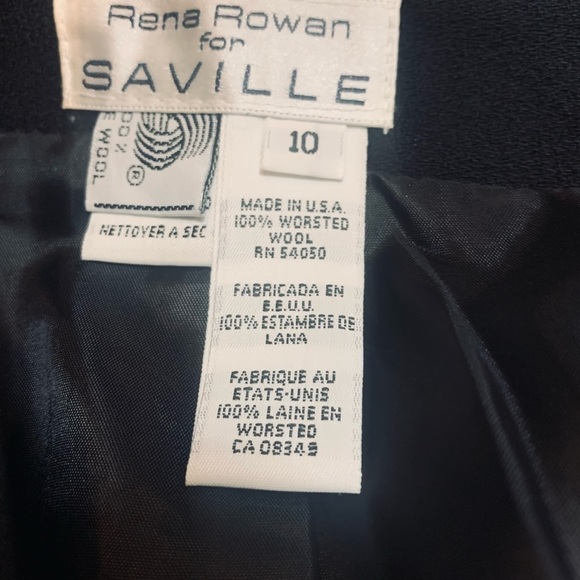 Rena Rowan
for
SAVILLE
10
WOOL
®
NETTOYER A SEC
MADE IN U.S.A.
100% WORSTED
WOOL
RN 54050
FABRICADA EN
E.E.U.U.
100% ESTAMBRE DE
LANA
FABRIQUE AU
ETATS-UNIS
100% LAINE EN
WORSTED
CA 08349